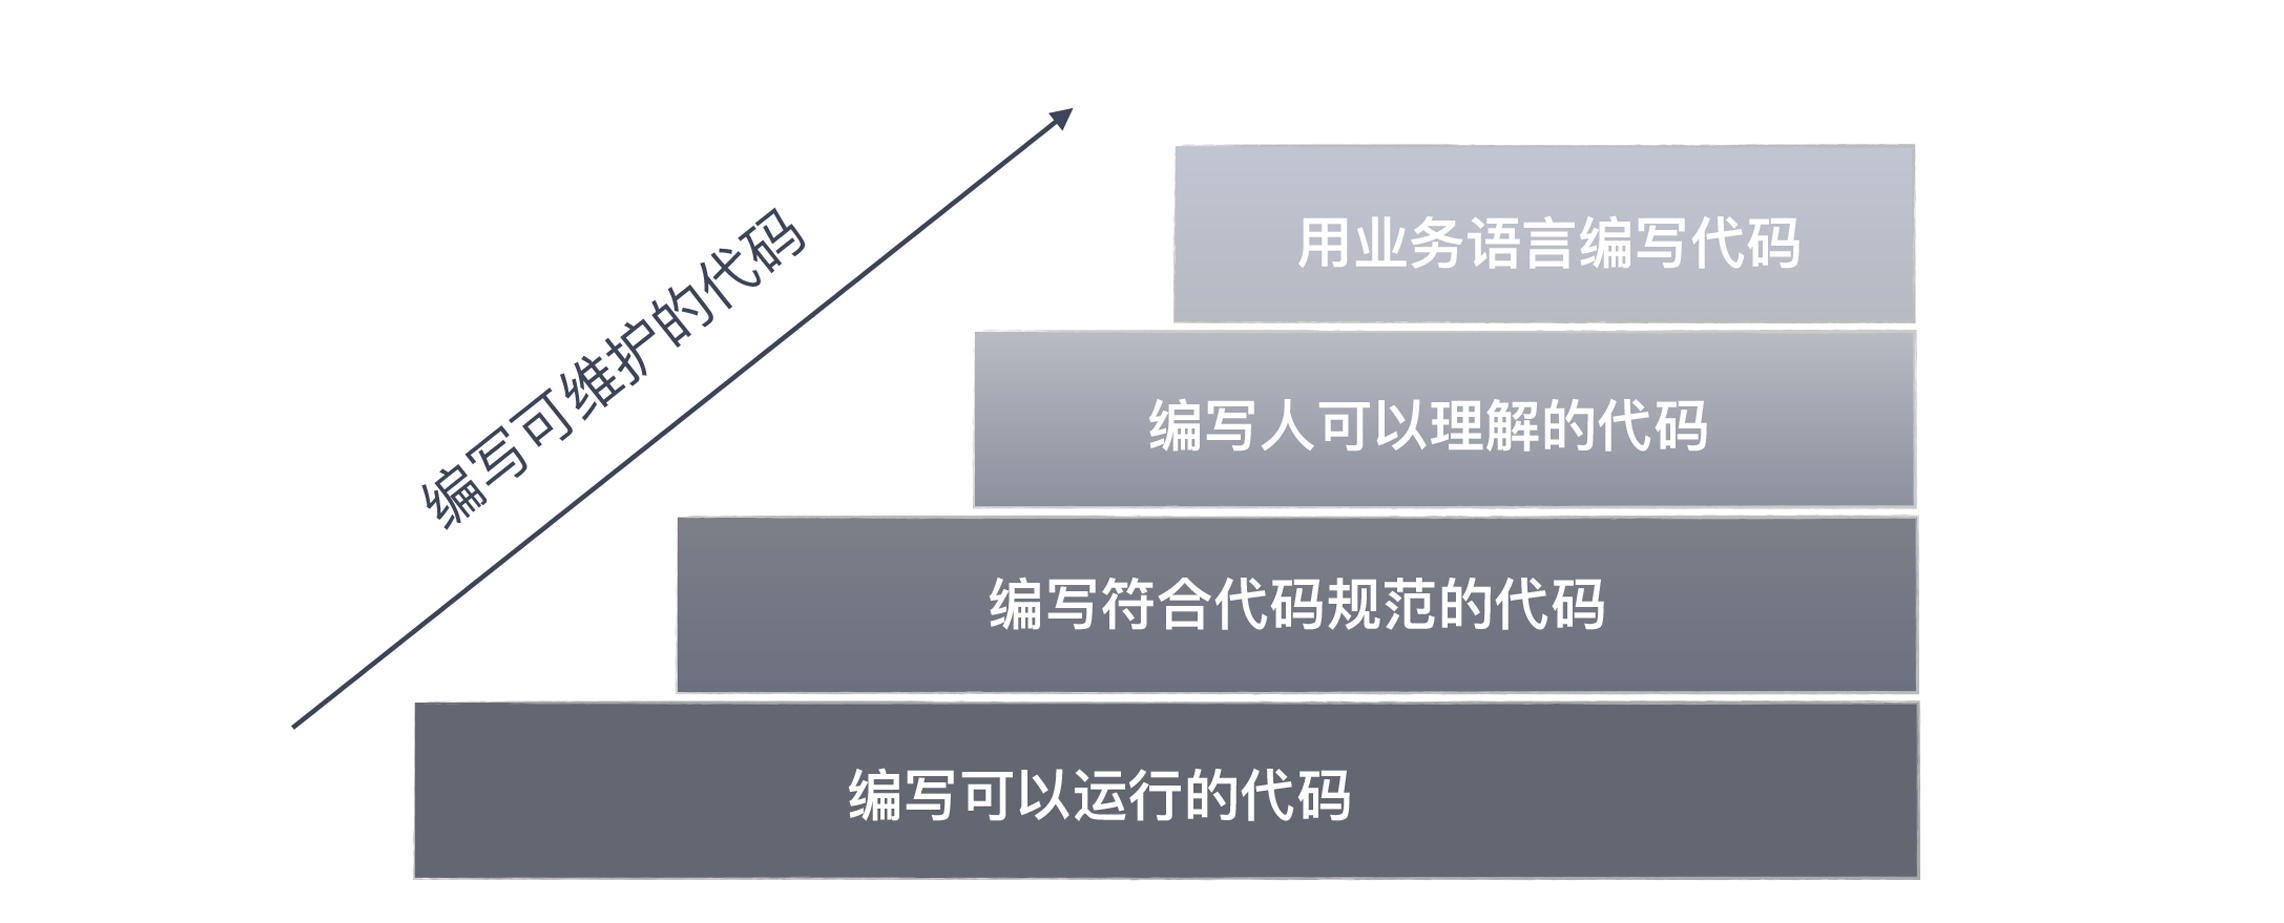 编写可维护的代码
用业务语言编写代码
编写人可以理解的代码
编写符合代码规范的代码
编写可以运行的代码